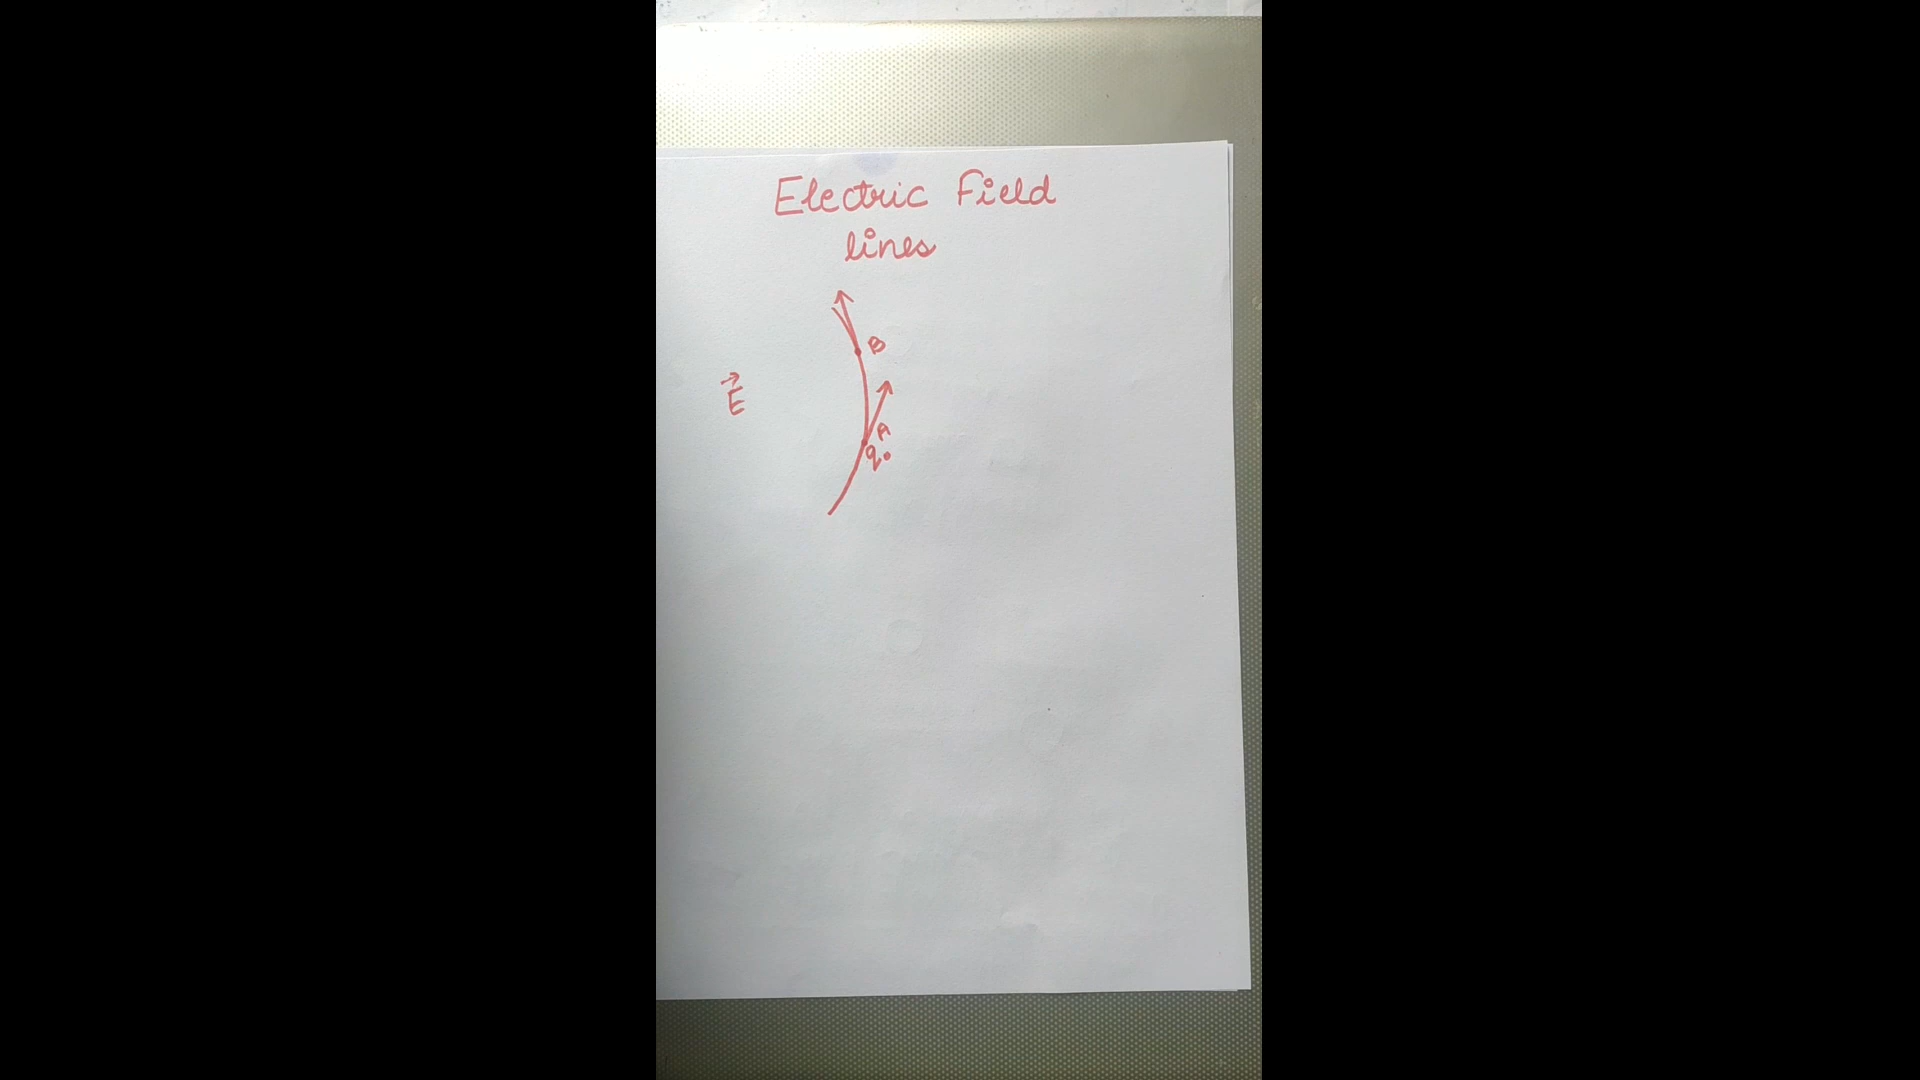 Electric Field
lines
B
E⃗
A
q₀